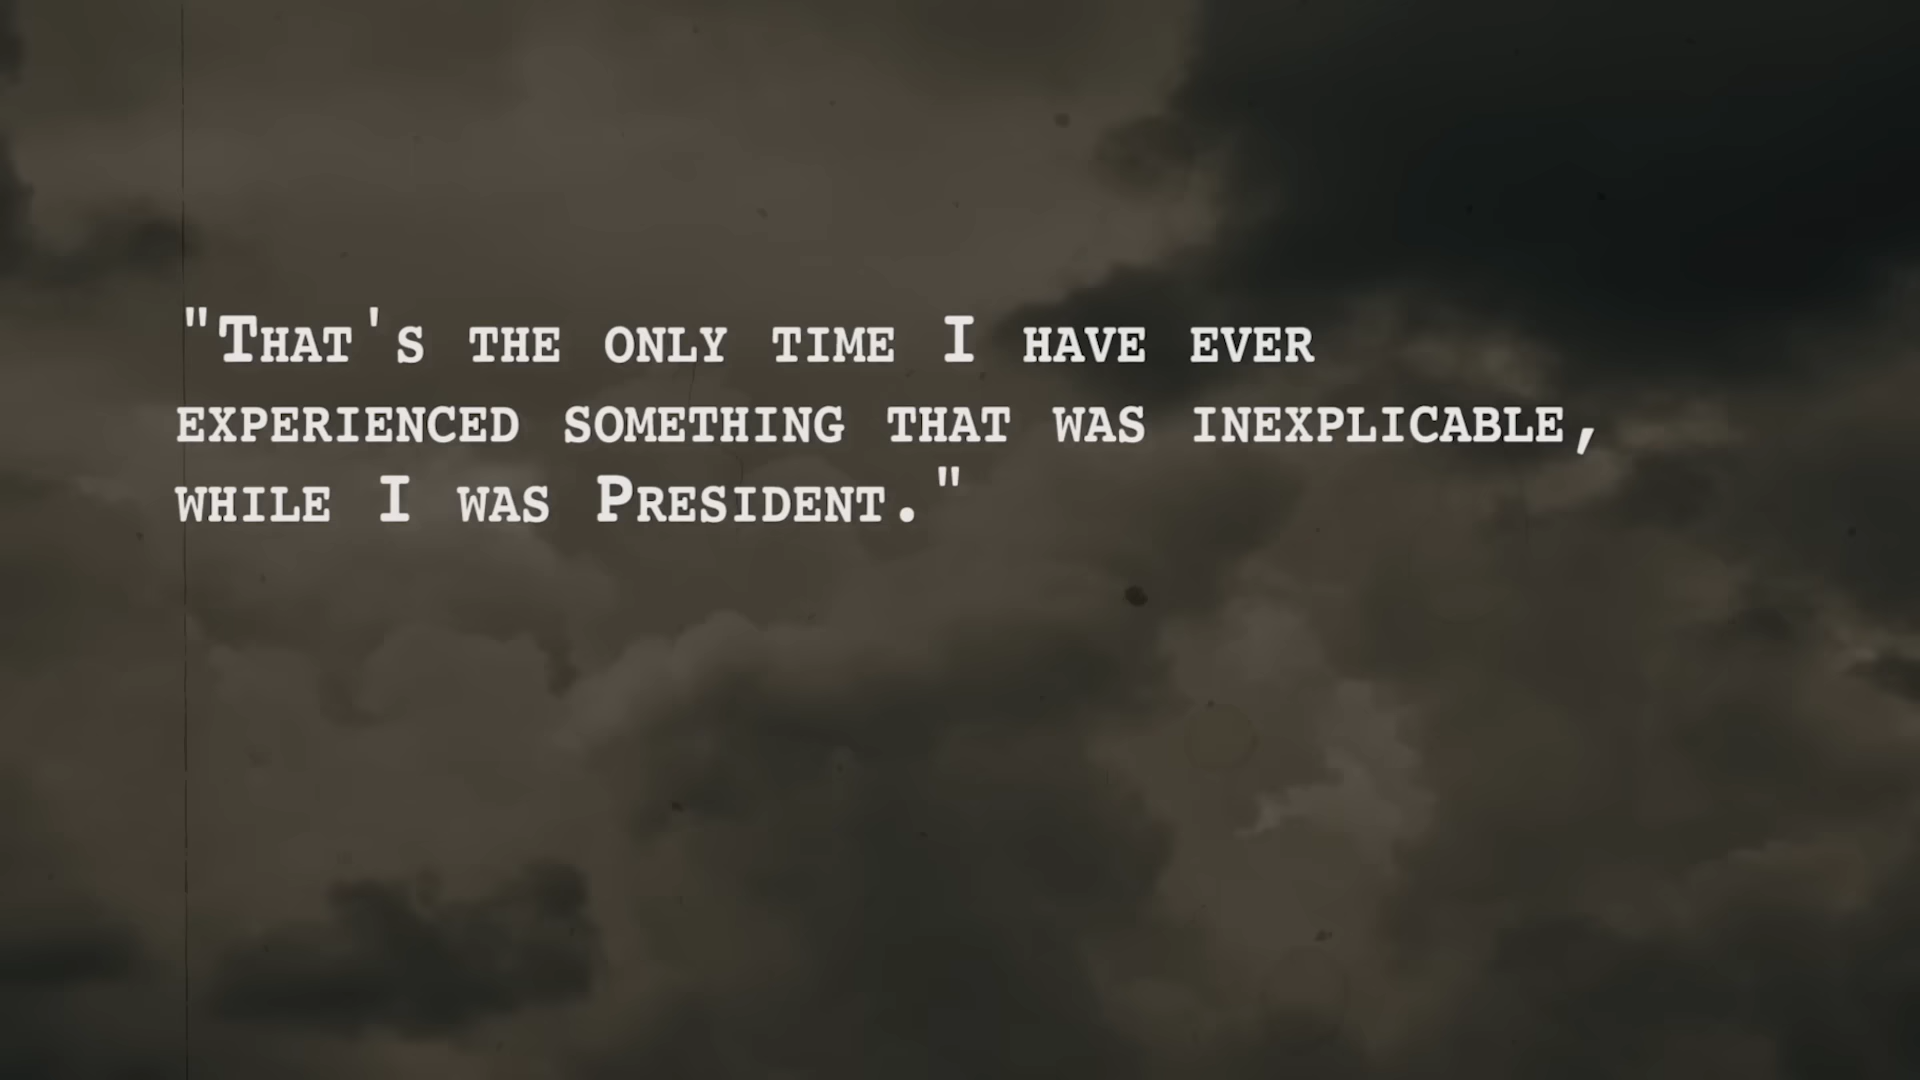 "That's the only time I have ever
experienced something that was inexplicable,
while I was President."